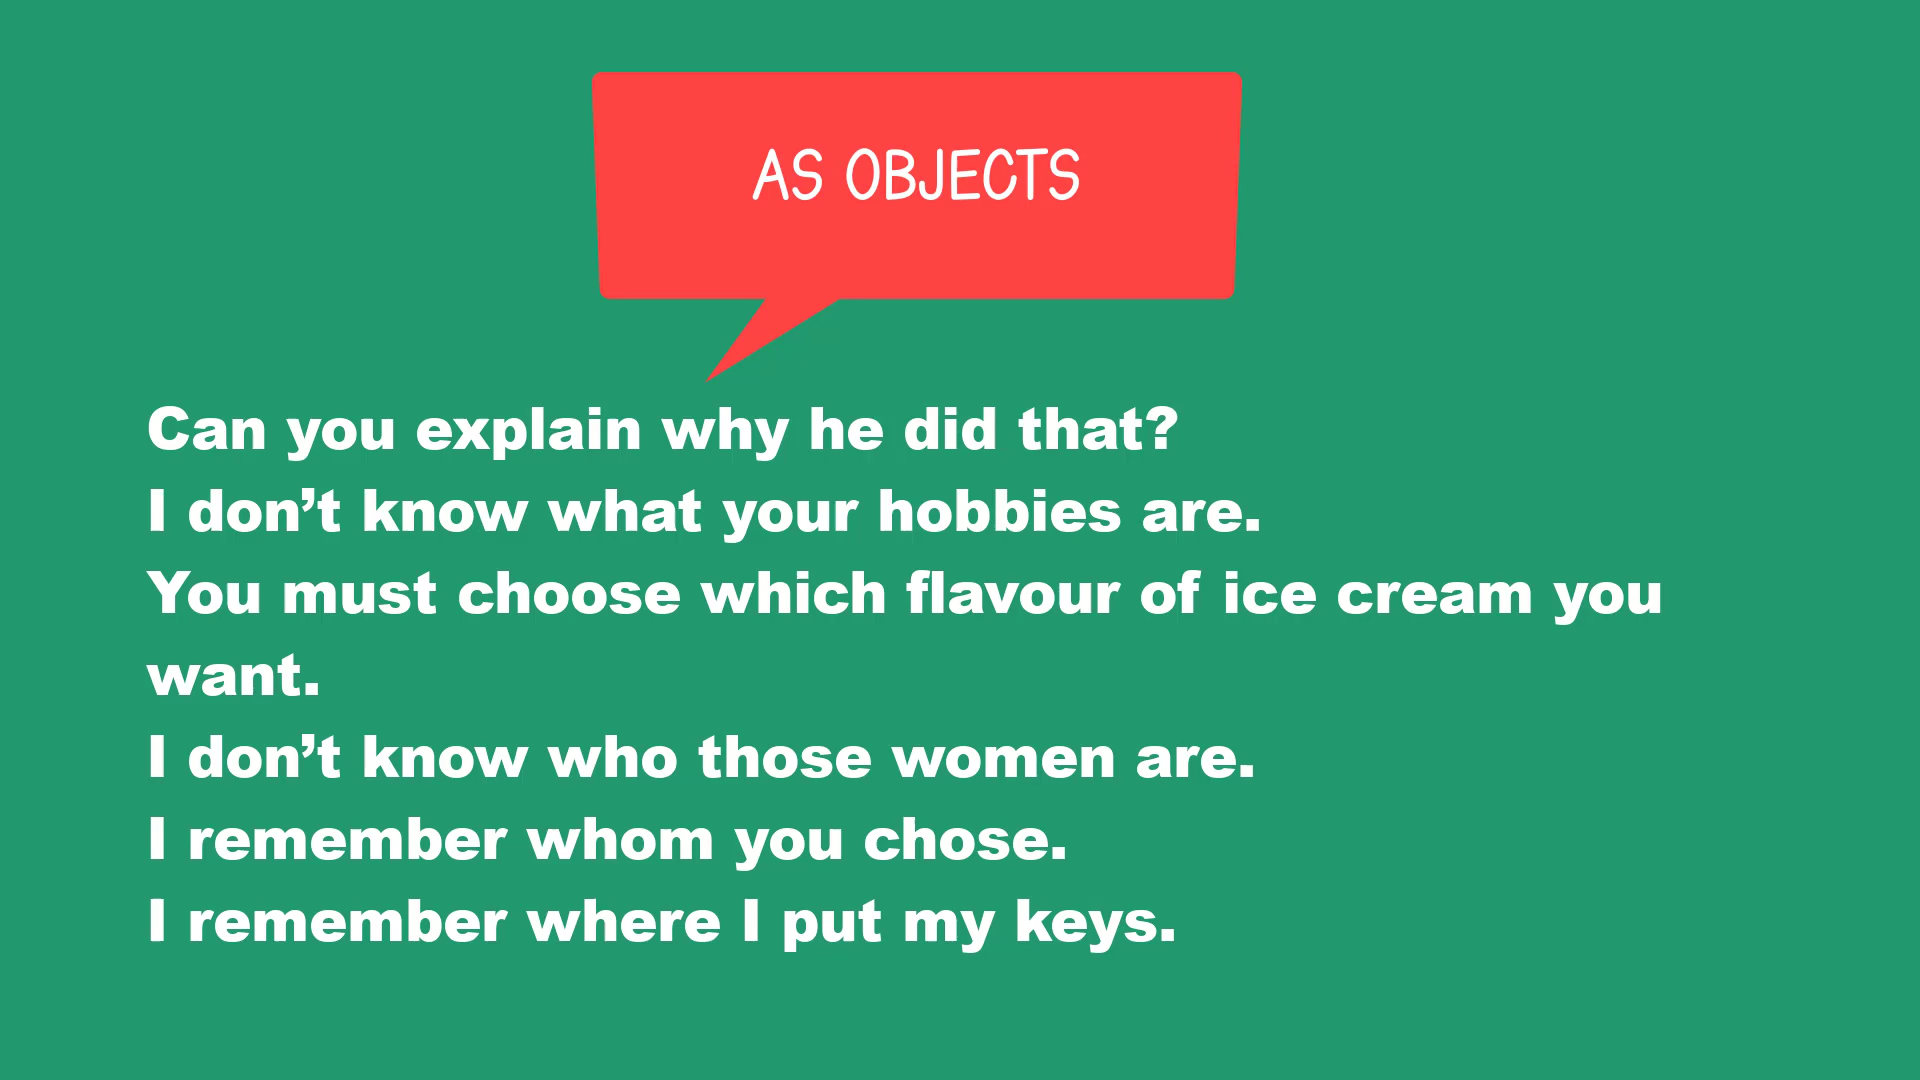 AS OBJECTS
Can you explain why he did that?
I don’t know what your hobbies are.
You must choose which flavour of ice cream you
want.
I don’t know who those women are.
I remember whom you chose.
I remember where I put my keys.